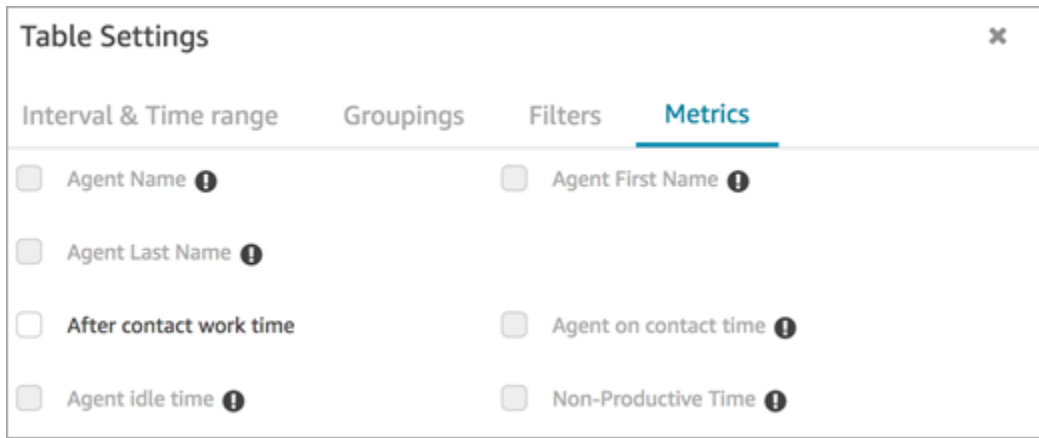 Table Settings
Interval & Time range Groupings Filters Metrics
Agent Name Agent First Name
Agent Last Name
After contact work time Agent on contact time
Agent idle time Non-Productive Time